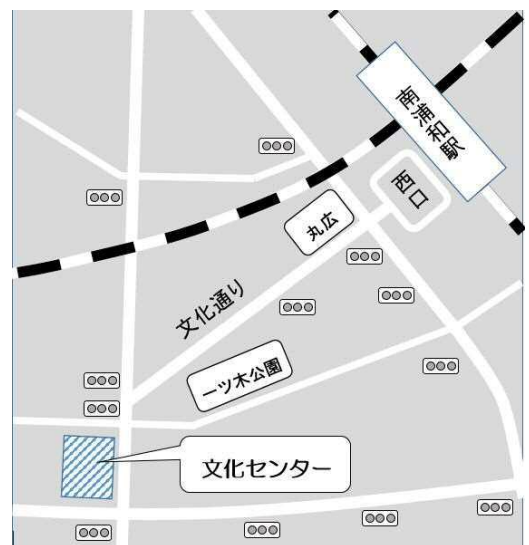 南浦和駅
西口
丸広
文化通り
一ツ木公園
文化センター